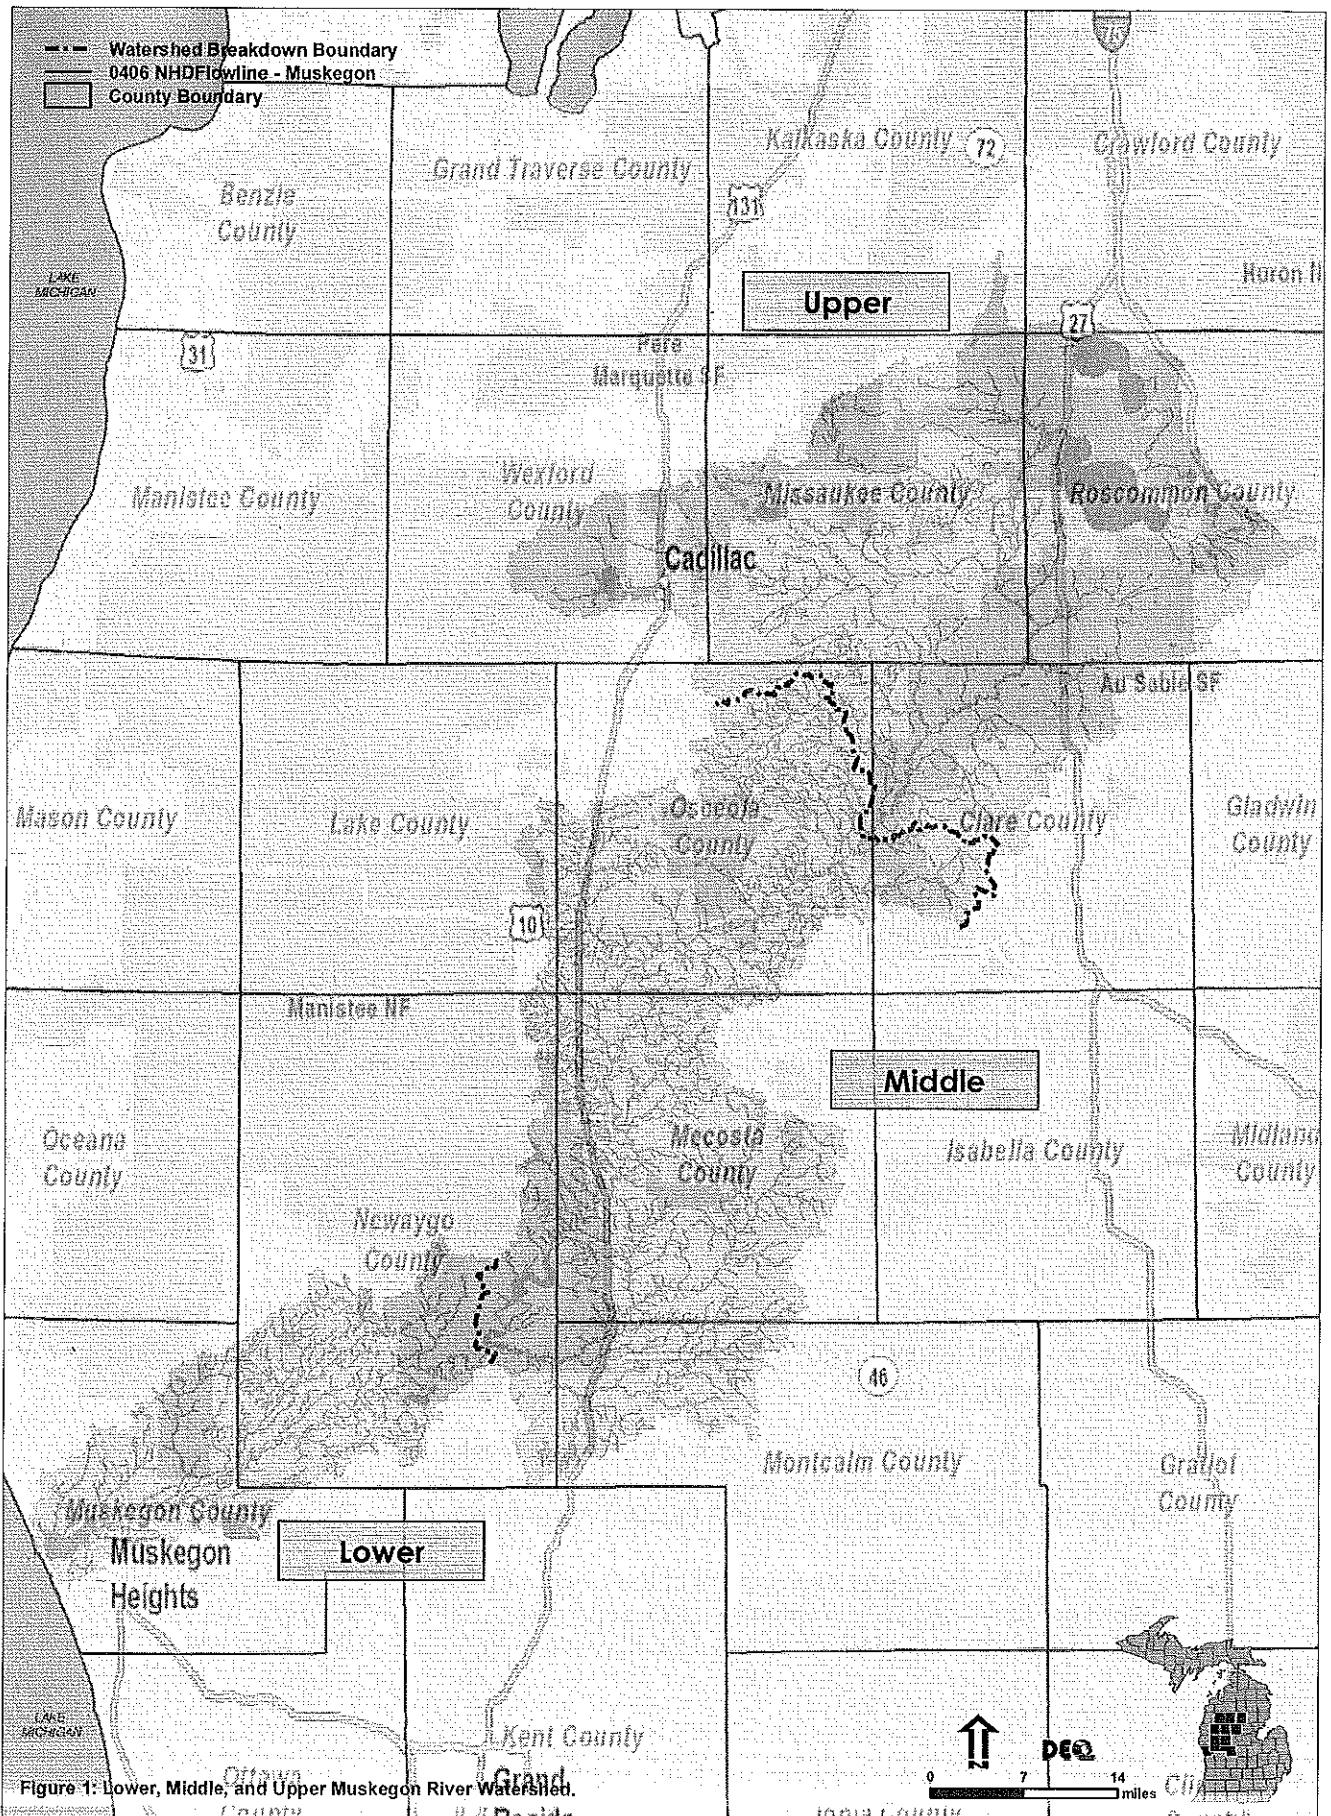 Watershed Breakdown Boundary
0406 NHDFlowline - Muskegon
County Boundary
Kalkaska County
72
Crawford County
Grand Traverse County
Benzie
County
131
LAKE
MICHIGAN
Huron
Upper
27
31
Pere
Marquette SF
Wexford
County
Manistee County
Missaukee County
Roscommon County
Cadillac
Au Sable SF
Mason County
Lake County
Osceola
County
Clare County
Gladwin
County
10
Manistee NF
Middle
Oceana
County
Mecosta
County
Isabella County
Midland
County
Newaygo
County
46
Montcalm County
Gratiot
County
Muskegon County
Muskegon
Heights
Lower
LAKE
MICHIGAN
Kent County
N
DEQ
Ottawa
County
Grand
0 7 14
miles
Figure 1: Lower, Middle, and Upper Muskegon River Watershed.
Ionia County